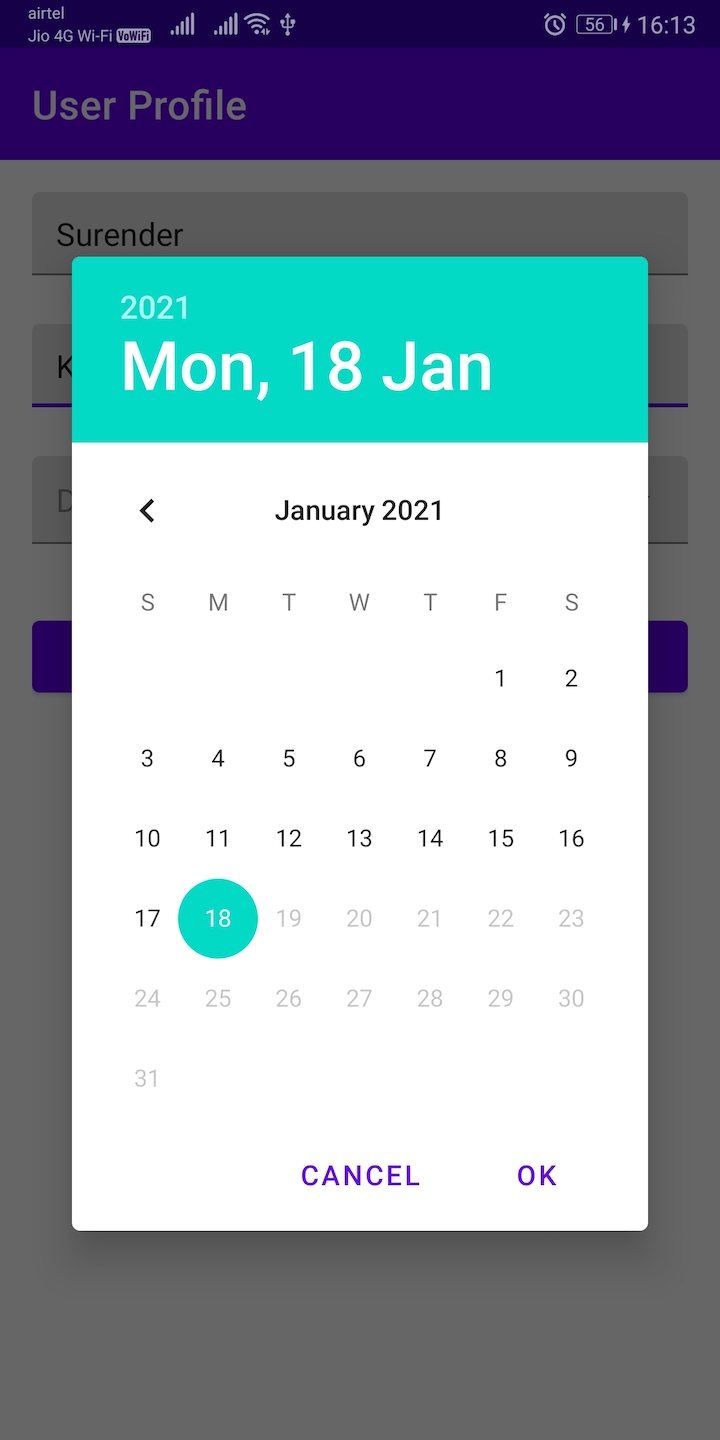 airtel
Jio 4G Wi-Fi VoWiFi 56 16:13
User Profile
Surender
K
D
2021
Mon, 18 Jan
January 2021
S M T W T F S
1 2
3 4 5 6 7 8 9
10 11 12 13 14 15 16
17 18 19 20 21 22 23
24 25 26 27 28 29 30
31
CANCEL OK